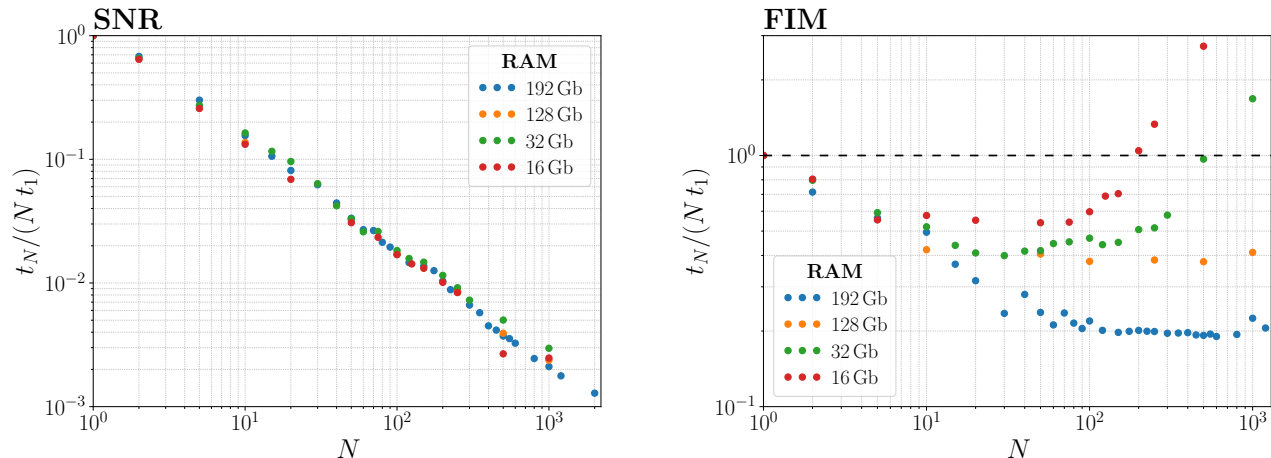 SNR
10^0
10^-1
10^-2
10^-3
t_N/(N t_1)
10^0
10^1
10^2
10^3
N
RAM
192 Gb
128 Gb
32 Gb
16 Gb
FIM
10^0
10^-1
t_N/(N t_1)
10^0
10^1
10^2
10^3
N
RAM
192 Gb
128 Gb
32 Gb
16 Gb